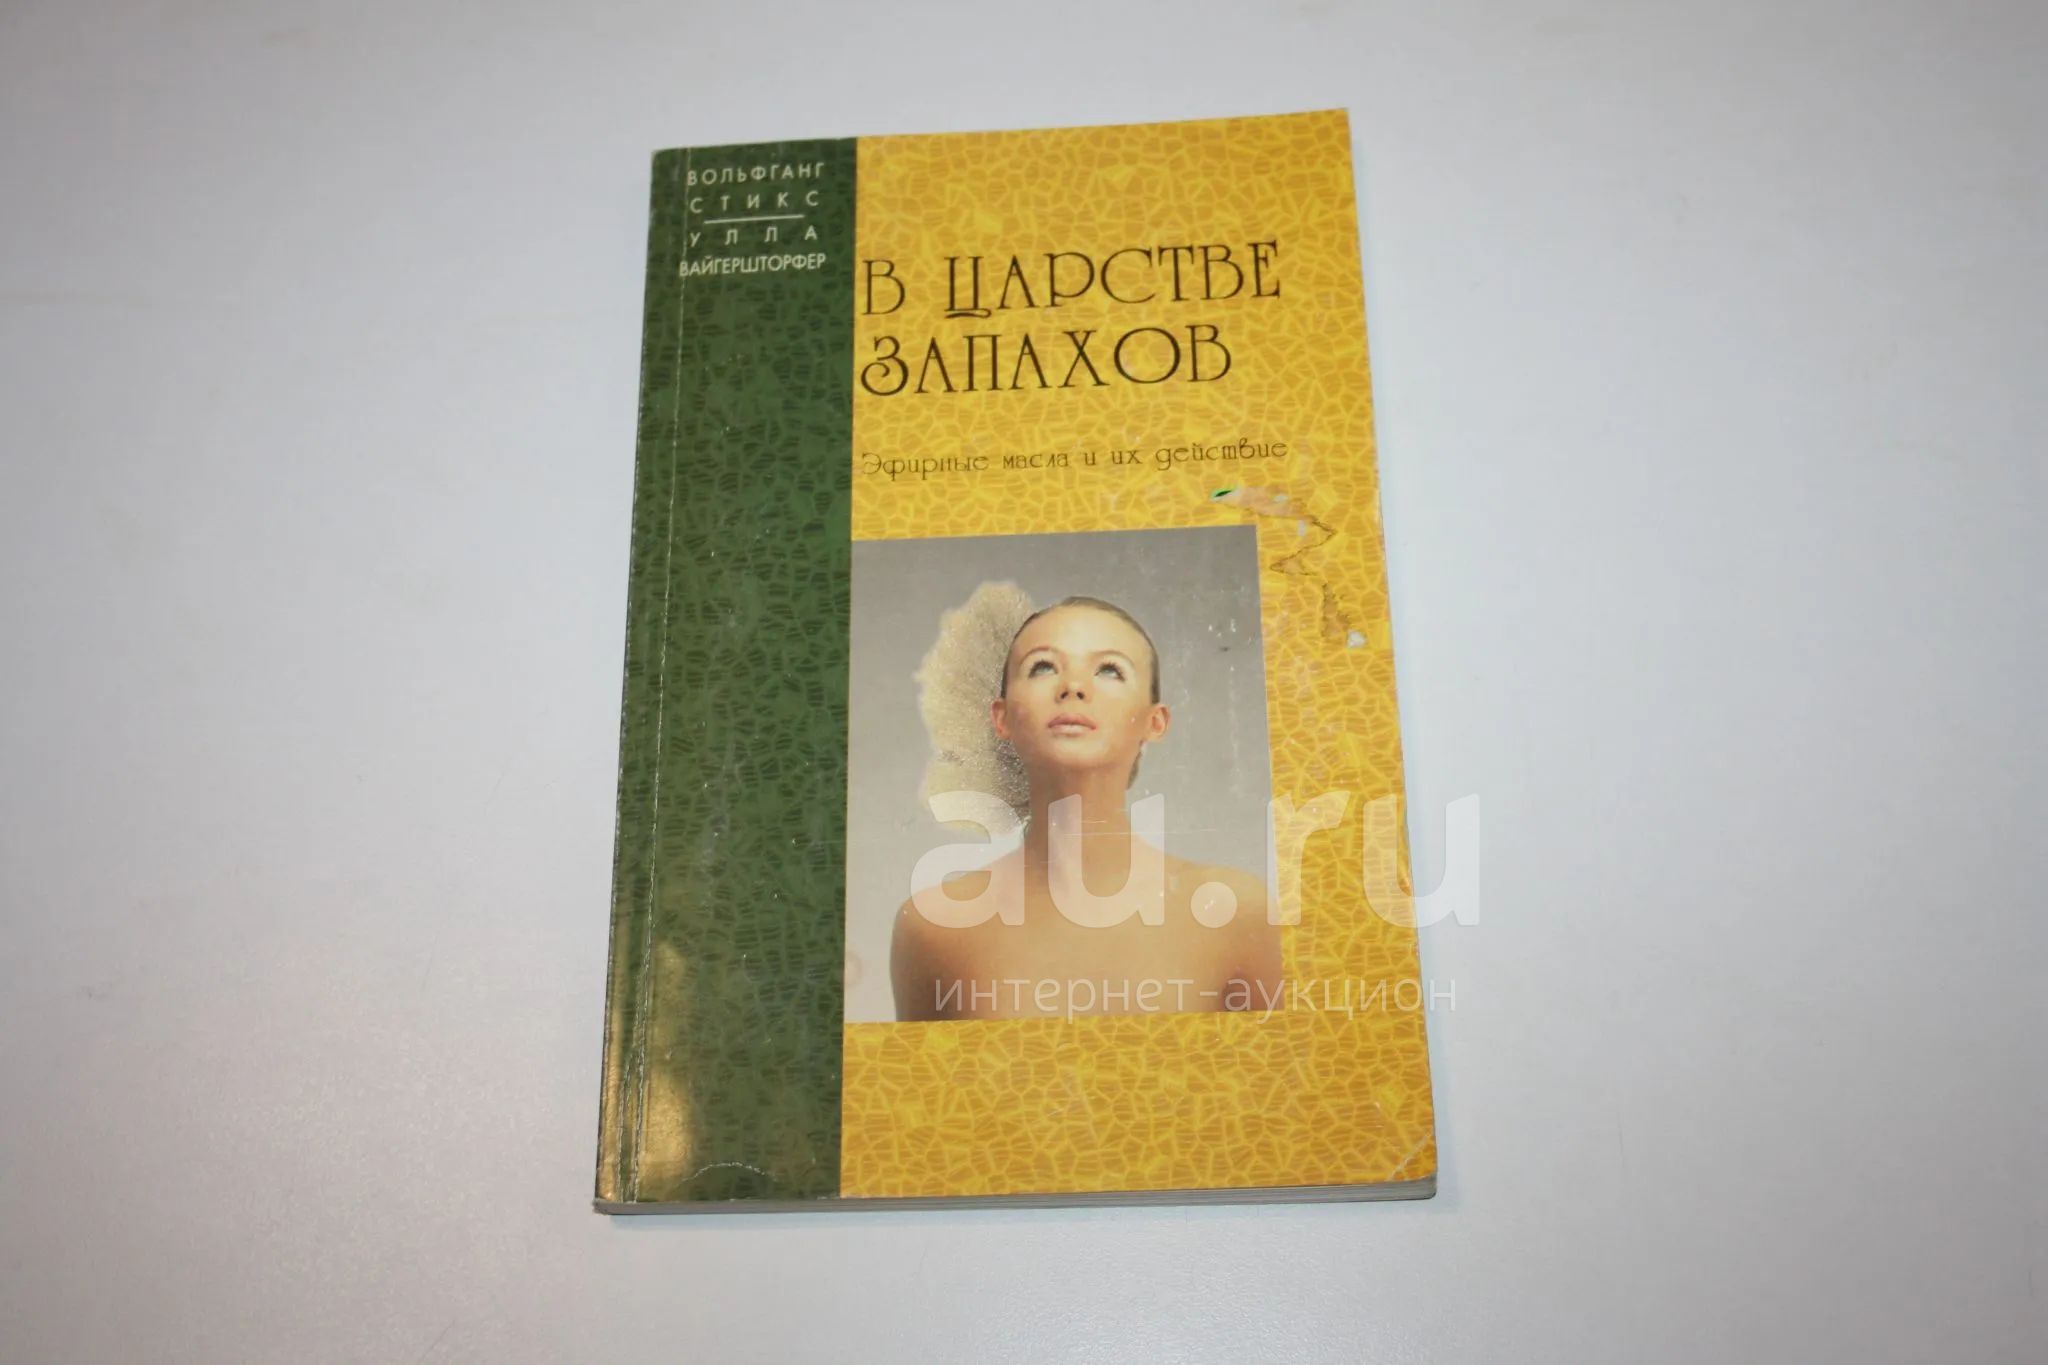 ВОЛЬФГАНГ
СТИКС
УЛЛА
ВАЙГЕРШТОРФЕР
В ЦАРСТВЕ
ЗАПАХОВ
Эфирные масла и их действие
au.ru
интернет-аукцион